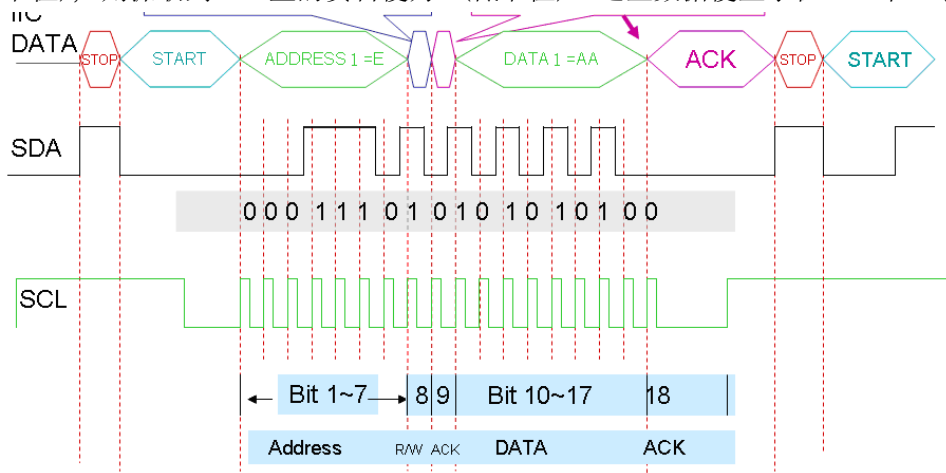 IIC
DATA
STOP START ADDRESS 1 =E DATA 1 =AA ACK STOP START
SDA
0 0 0 1 1 1 0 1 0 1 0 1 0 1 0 1 0 0
SCL
Bit 1~7 8 9 Bit 10~17 18
Address R/W ACK DATA ACK